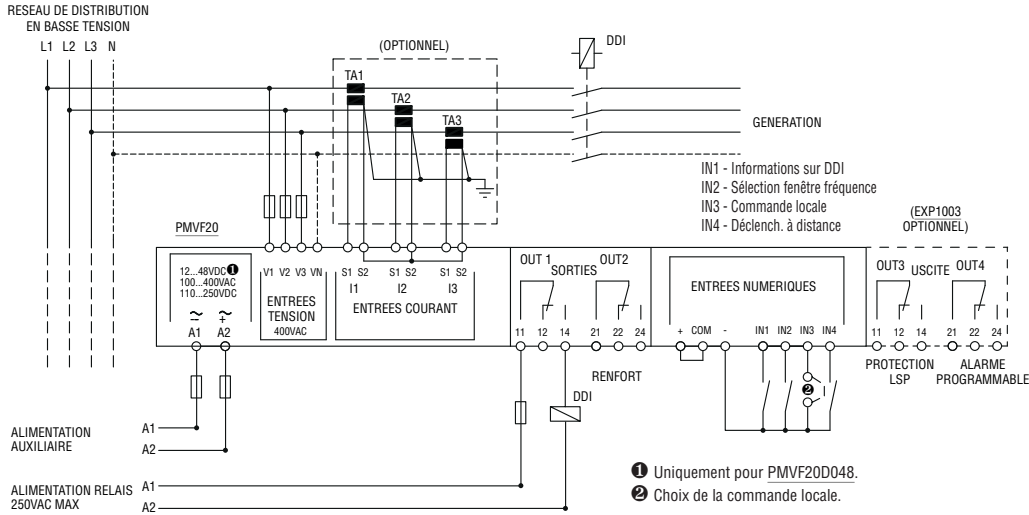 RESEAU DE DISTRIBUTION
EN BASSE TENSION
L1 L2 L3 N
(OPTIONNEL)
TA1
TA2
TA3
DDI
GENERATION
IN1 - Informations sur DDI
IN2 - Sélection fenêtre fréquence
IN3 - Commande locale
IN4 - Déclench. à distance
(EXP1003
OPTIONNEL)
PMVF20
12...48VDC❶
100...400VAC
110...250VDC
~ ~
– +
A1 A2
V1 V2 V3 VN
ENTREES
TENSION
400VAC
S1 S2 S1 S2 S1 S2
I1 I2 I3
ENTREES COURANT
OUT 1 OUT2
SORTIES
11 12 14 21 22 24
RENFORT
ENTREES NUMERIQUES
+ COM - IN1 IN2 IN3 IN4
❷
OUT3 USCITE OUT4
11 12 14 21 22 24
PROTECTION
LSP
ALARME
PROGRAMMABLE
DDI
ALIMENTATION
AUXILIAIRE
A1
A2
ALIMENTATION RELAIS
250VAC MAX
A1
A2
❶ Uniquement pour PMVF20D048.
❷ Choix de la commande locale.